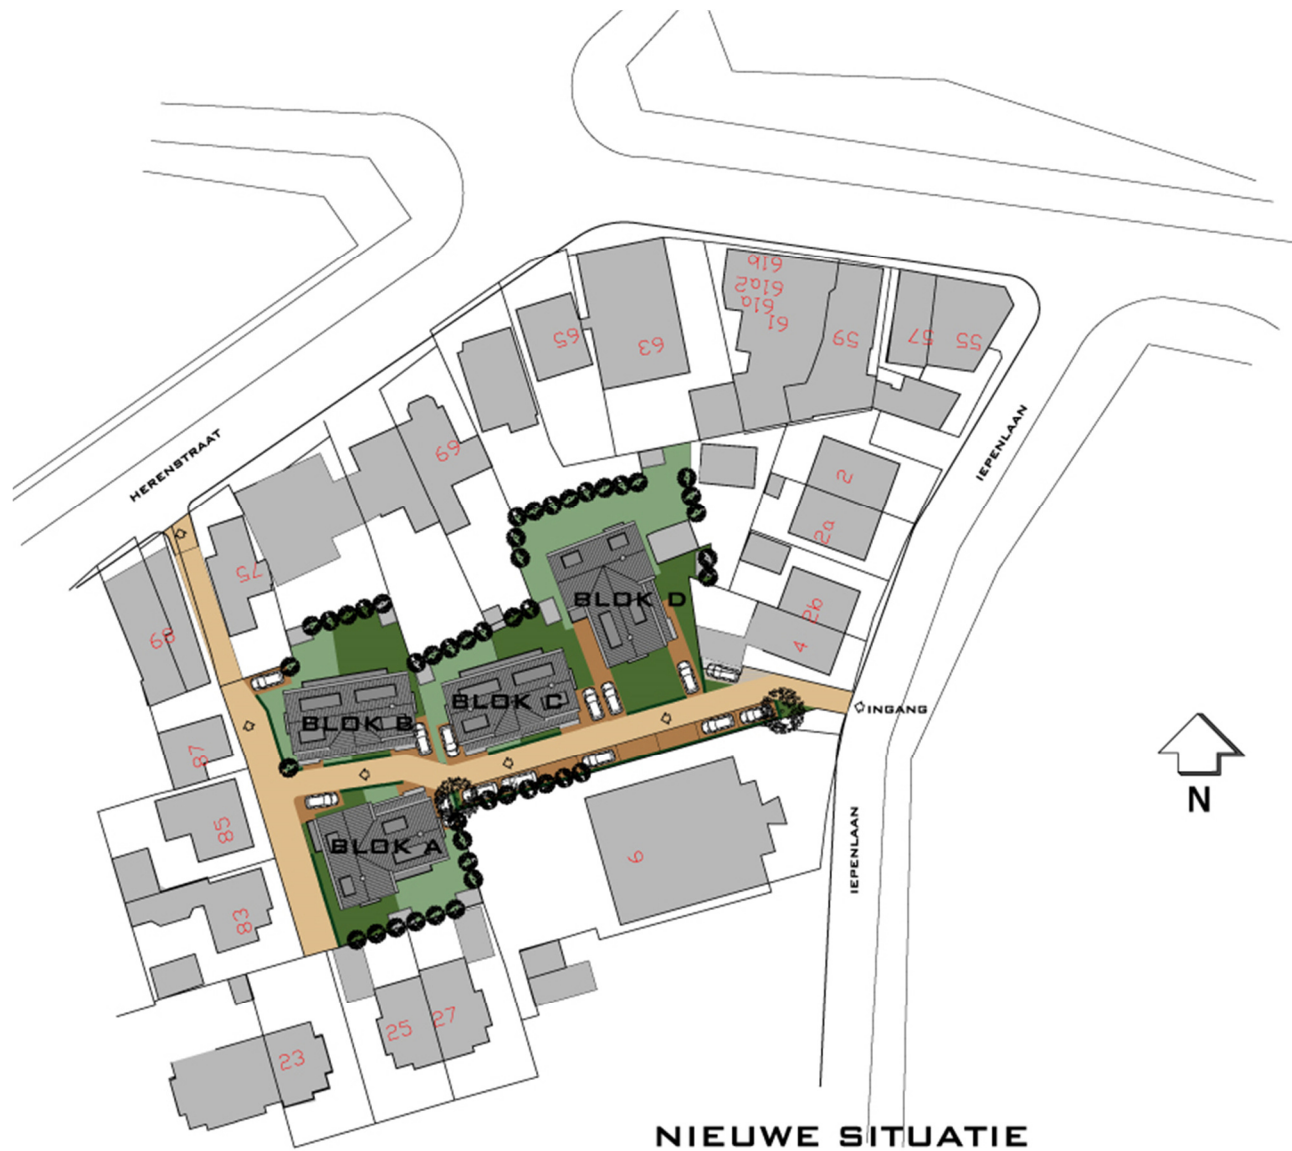 61b
61a2
61a
61
65
63
59
57
55
HERENSTRAAT
IEPENLAAN
69
2
2a
75
BLOK D
2b
89
4
BLOK C
INGANG
BLOK B
87
N
85
BLOK A
6
IEPENLAAN
83
25
27
23
NIEUWE SITUATIE